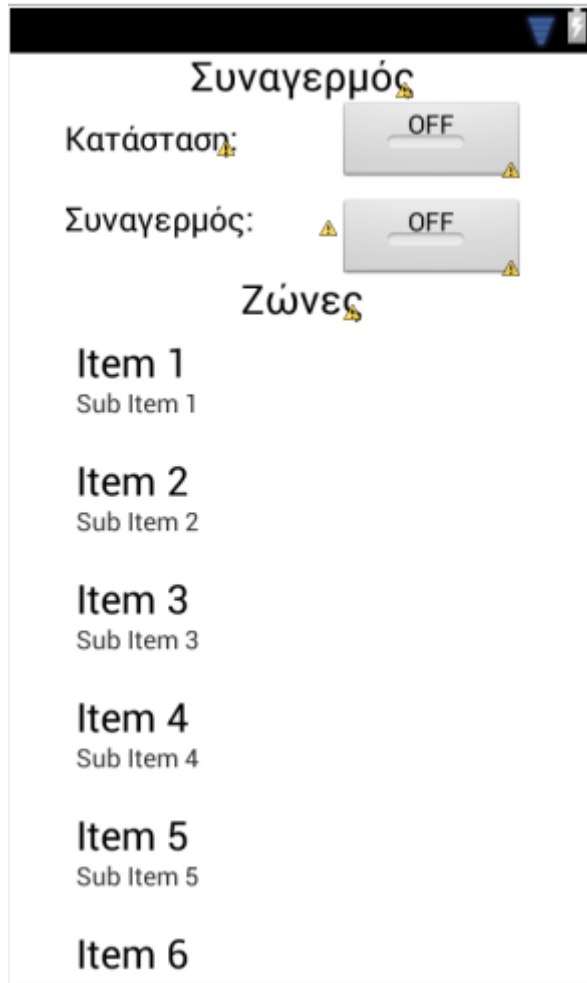 Συναγερμός
Κατάσταση: OFF
Συναγερμός: OFF
Ζώνες
Item 1
Sub Item 1
Item 2
Sub Item 2
Item 3
Sub Item 3
Item 4
Sub Item 4
Item 5
Sub Item 5
Item 6